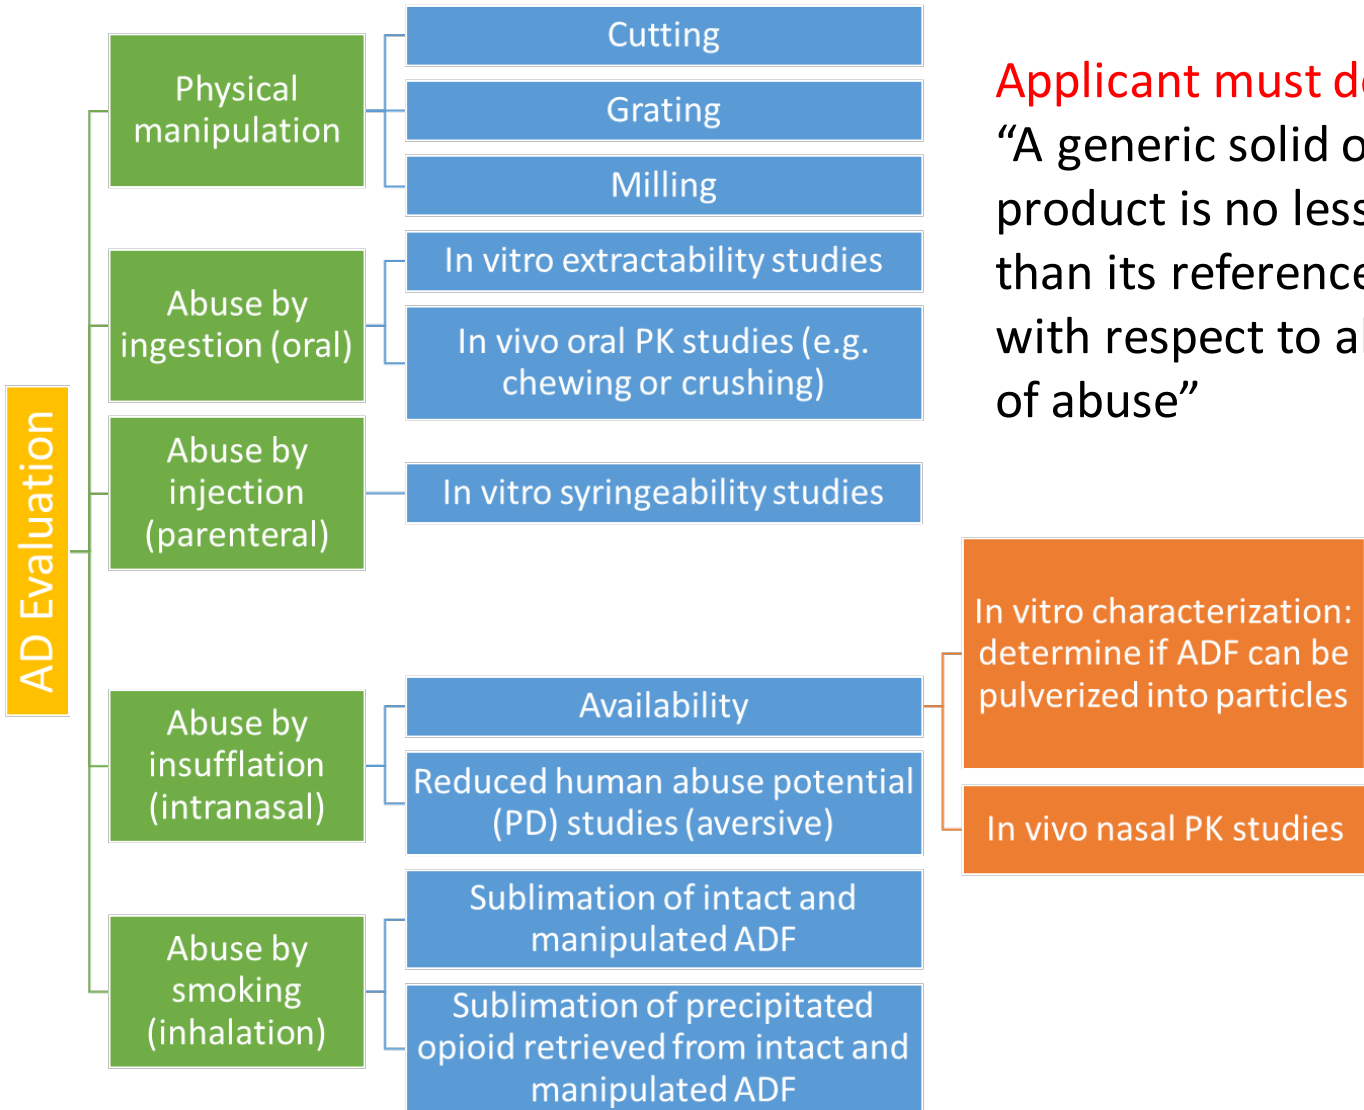 AD Evaluation
Physical
manipulation
Cutting
Grating
Milling
Abuse by
ingestion (oral)
In vitro extractability studies
In vivo oral PK studies (e.g.
chewing or crushing)
Abuse by
injection
(parenteral)
In vitro syringeability studies
Abuse by
insufflation
(intranasal)
Availability
In vitro characterization:
determine if ADF can be
pulverized into particles
In vivo nasal PK studies
Reduced human abuse potential
(PD) studies (aversive)
Abuse by
smoking
(inhalation)
Sublimation of intact and
manipulated ADF
Sublimation of precipitated
opioid retrieved from intact and
manipulated ADF
Applicant must
“A generic solid
product is no less
than its reference
with respect to
of abuse”